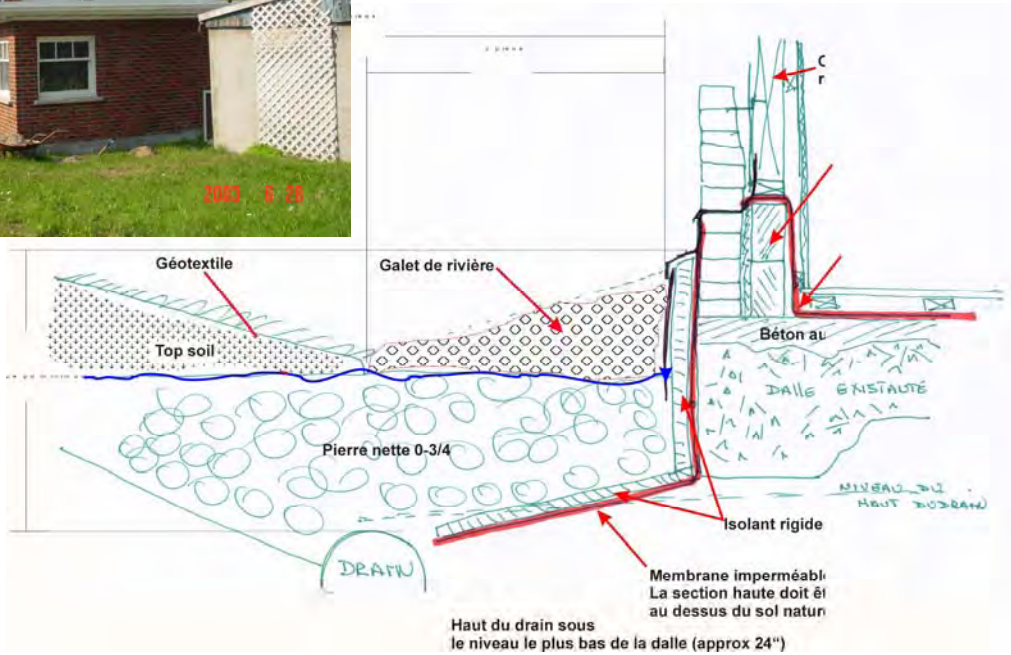 2003 6 28
Géotextile
Galet de rivière
Top soil
Béton au
DALLE EXISTANTE
Pierre nette 0-3/4
NIVEAU DU
HAUT DU DRAIN
Isolant rigide
DRAIN
Membrane imperméabl
La section haute doit êt
au dessus du sol nature
Haut du drain sous
le niveau le plus bas de la dalle (approx 24")